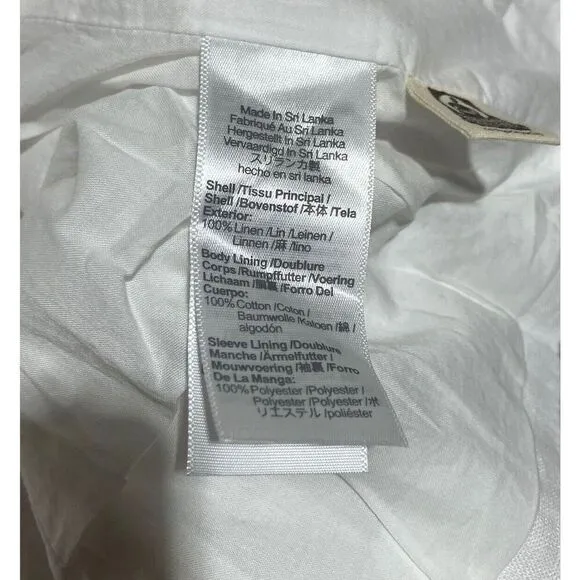 Made In Sri Lanka
Fabriqué Au Sri Lanka
Hergestellt In Sri Lanka
Vervaardigd In Sri Lanka
スリランカ製
hecho en sri lanka
Shell /Tissu Principal /
Shell /Bovenstof /本体 /Tela
Exterior:
100% Linen /Lin /Leinen /
Linnen /麻 /lino
Body Lining /Doublure
Corps /Rumpffutter /Voering
Lichaam /胴裏 /Forro Del
Cuerpo:
100% Cotton /Coton /
Baumwolle /Katoen /綿 /
algodón
Sleeve Lining /Doublure
Manche /Ärmelfutter /
Mouwvoering /袖裏 /Forro
De La Manga:
100% Polyester /Polyester /
Polyester /Polyester /ポ
リエステル /poliéster